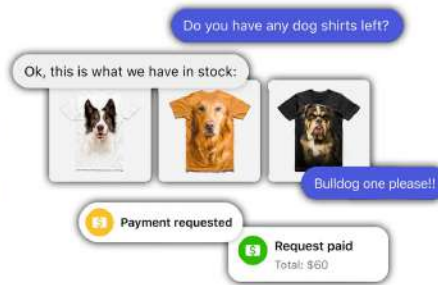 Do you have any dog shirts left?
Ok, this is what we have in stock:
Bulldog one please!!
Payment requested
Request paid
Total: $60